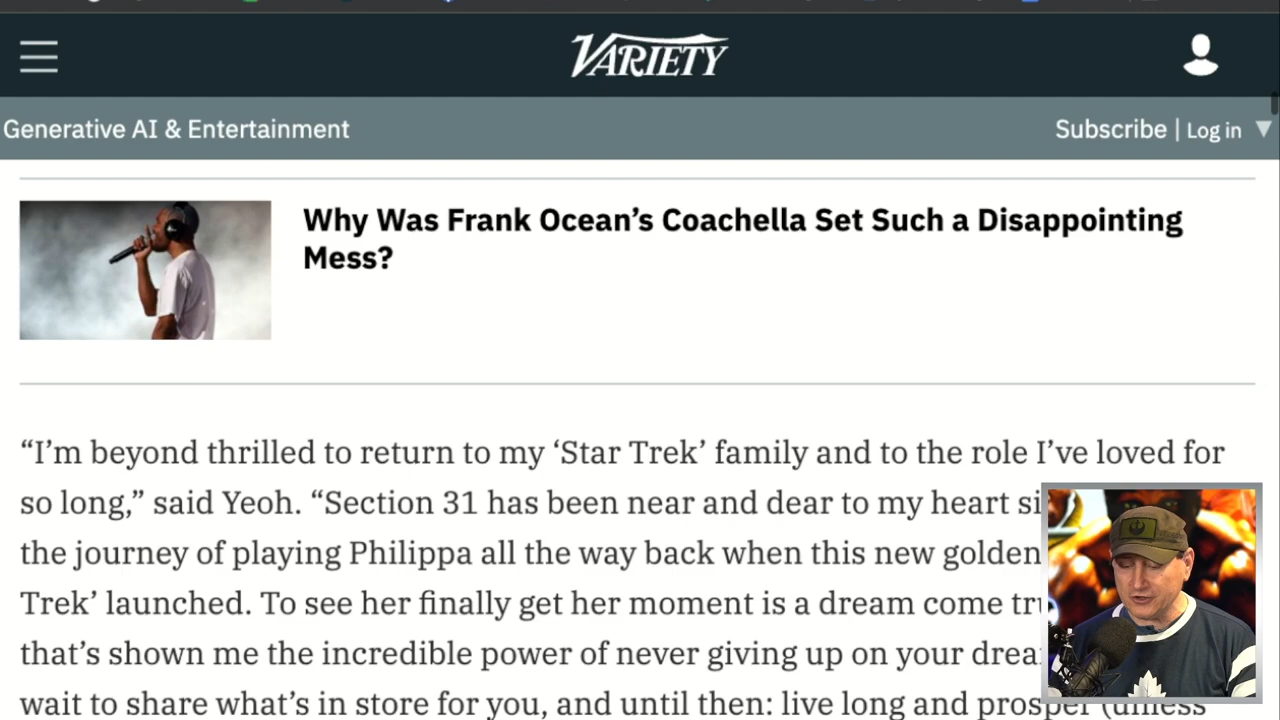 VARIETY
Generative AI & Entertainment
Subscribe | Log in
Why Was Frank Ocean’s Coachella Set Such a Disappointing
Mess?
“I’m beyond thrilled to return to my ‘Star Trek’ family and to the role I’ve loved for
so long,” said Yeoh. “Section 31 has been near and dear to my heart
the journey of playing Philippa all the way back when this new golden
Trek’ launched. To see her finally get her moment is a dream come
that’s shown me the incredible power of never giving up on your
wait to share what’s in store for you, and until then: live long and prosper (unless